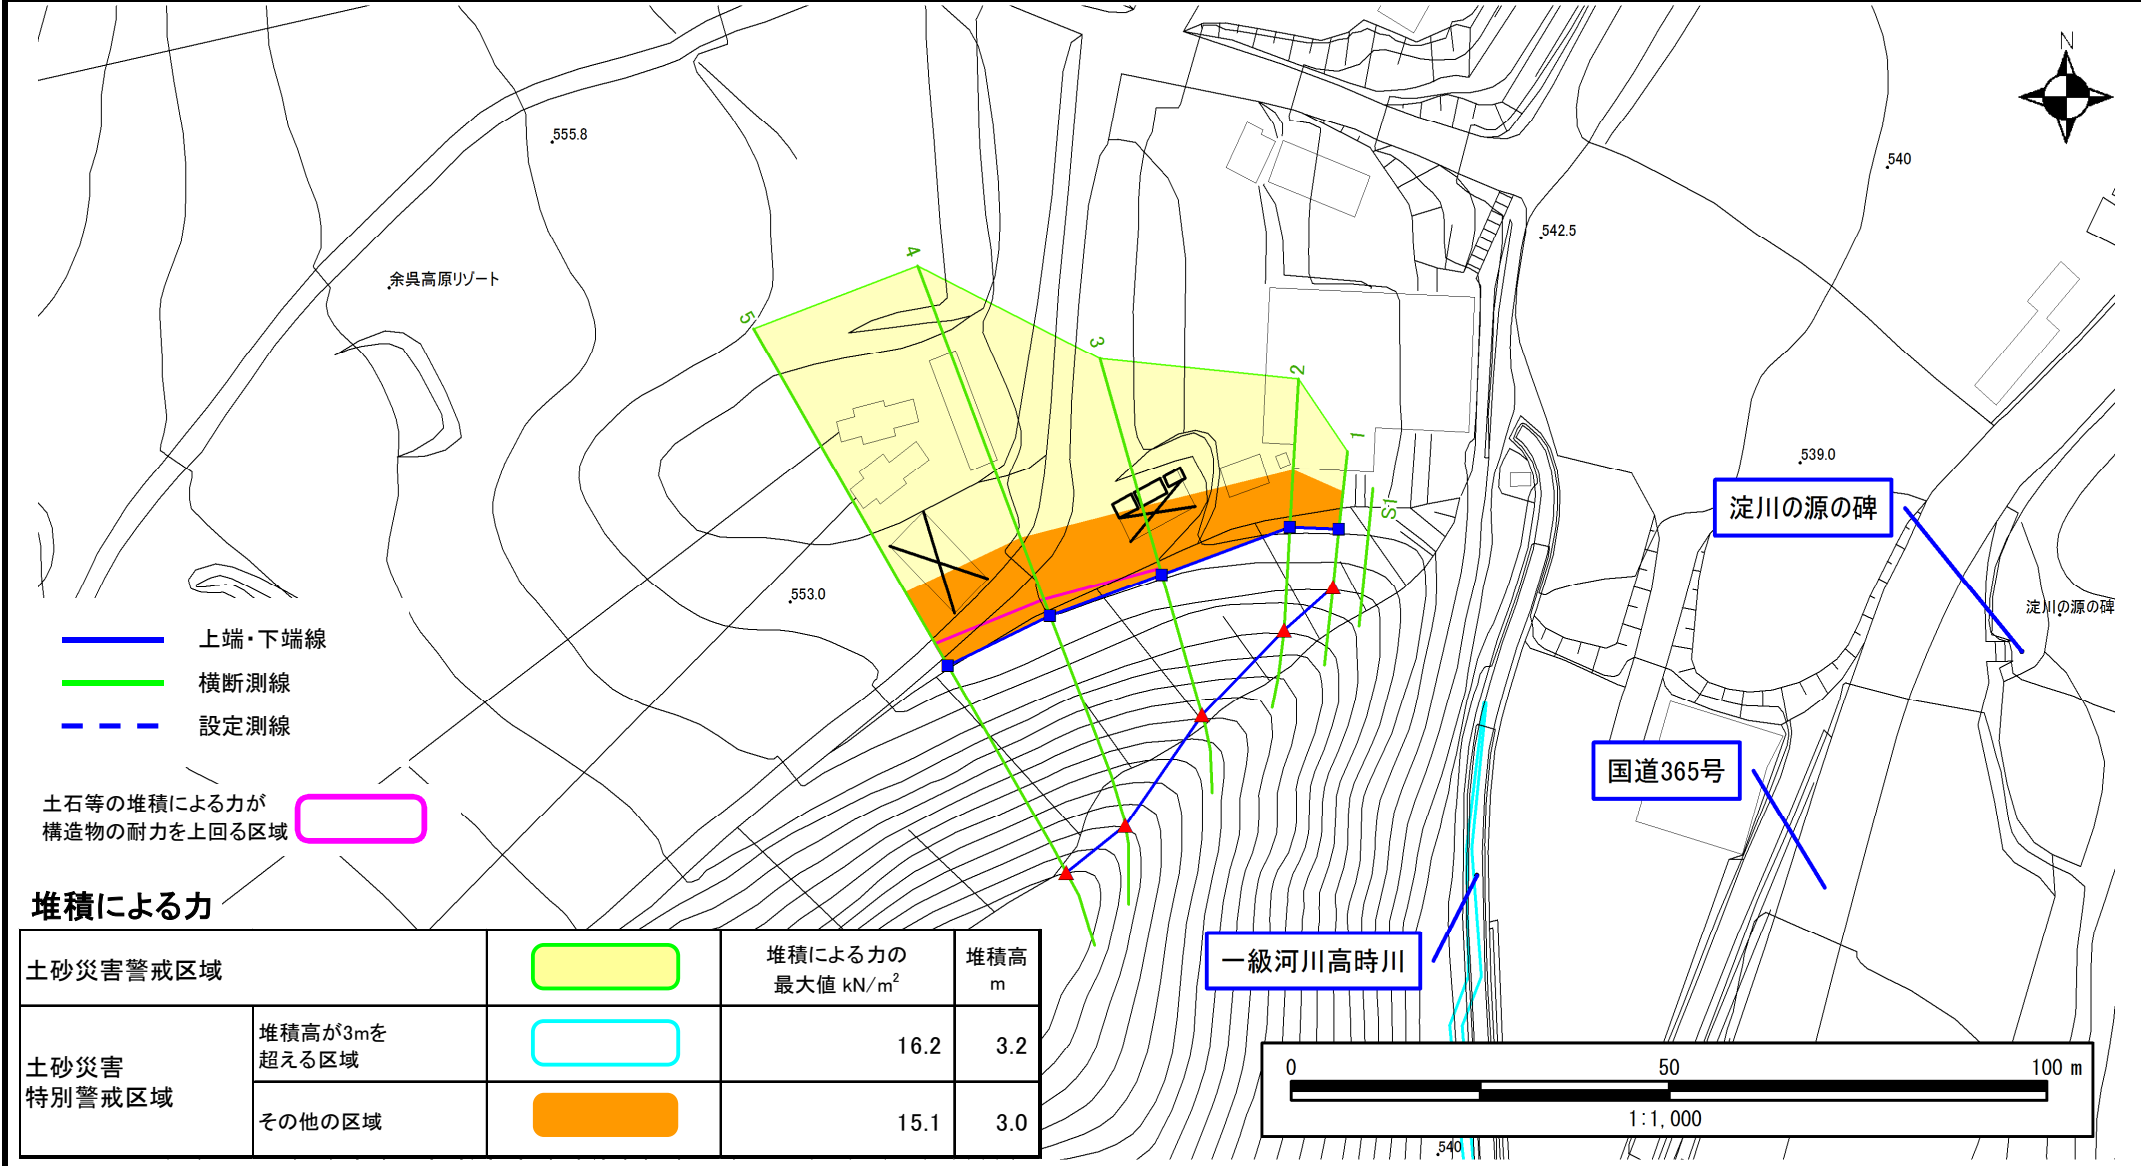 N
555.8
540
542.5
余呉高原リゾート
4
5
3
2
1
S1
539.0
淀川の源の碑
553.0
淀川の源の碑
上端・下端線
横断測線
設定測線
国道365号
土石等の堆積による力が
構造物の耐力を上回る区域
堆積による力
一級河川高時川
土砂災害警戒区域
堆積による力の
最大値 kN/m²
堆積高
m
土砂災害
特別警戒区域
堆積高が3mを
超える区域
16.2
3.2
その他の区域
15.1
3.0
0 50 100 m
1:1,000
540